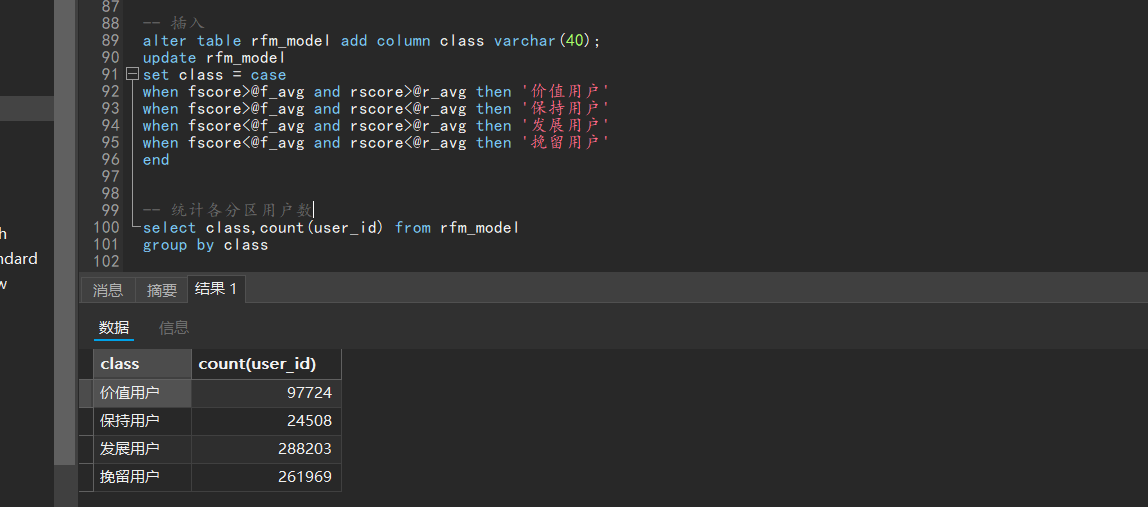 87
88 -- 插入
89 alter table rfm_model add column class varchar(40);
90 update rfm_model
91 set class = case
92 when fscore>@f_avg and rscore>@r_avg then '价值用户'
93 when fscore>@f_avg and rscore<@r_avg then '保持用户'
94 when fscore<@f_avg and rscore>@r_avg then '发展用户'
95 when fscore<@f_avg and rscore<@r_avg then '挽留用户'
96 end
97
98
99 -- 统计各分区用户数
100 select class,count(user_id) from rfm_model
101 group by class
102
h
ndard
w
消息 摘要 结果 1
数据 信息
class count(user_id)
价值用户 97724
保持用户 24508
发展用户 288203
挽留用户 261969